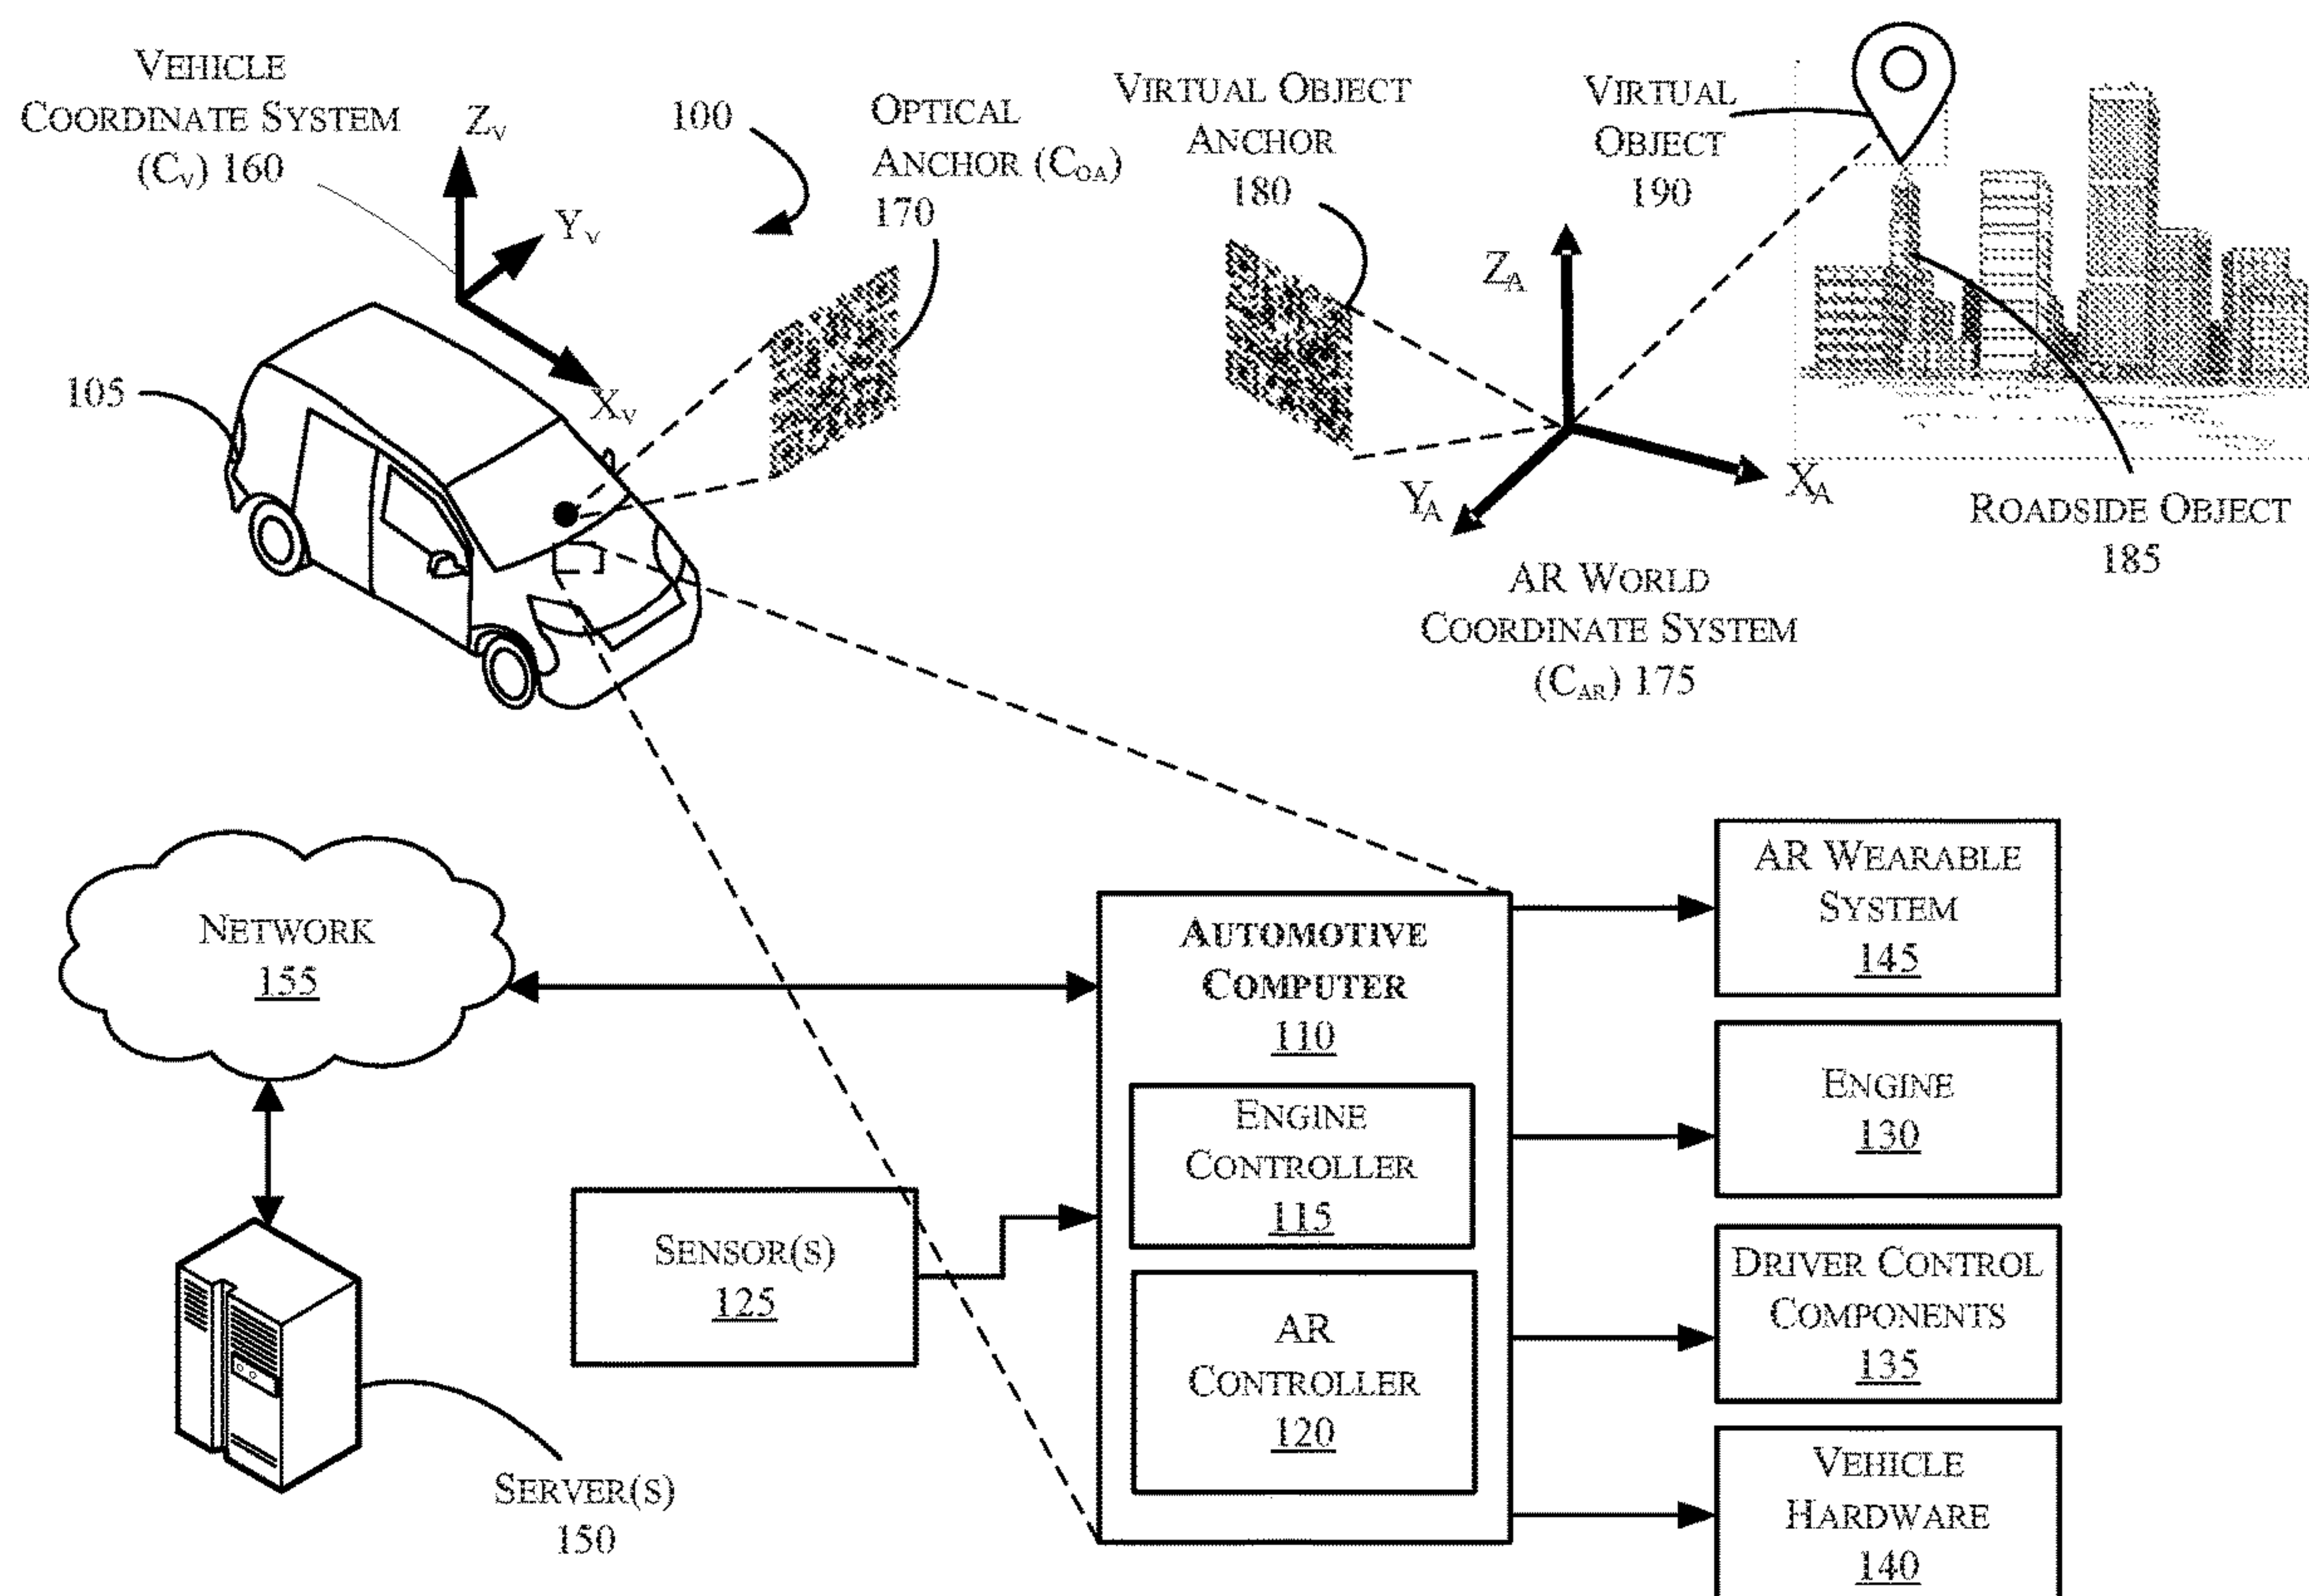 VEHICLE
COORDINATE SYSTEM
(Cv) 160
Zv
Yv
Xv
100
OPTICAL
ANCHOR (COA)
170
VIRTUAL OBJECT
ANCHOR
180
VIRTUAL
OBJECT
190
105
ZA
YA
XA
ROADSIDE OBJECT
185
AR WORLD
COORDINATE SYSTEM
(CAR) 175
NETWORK
155
AUTOMOTIVE
COMPUTER
110
ENGINE
CONTROLLER
115
AR
CONTROLLER
120
SENSOR(S)
125
SERVER(S)
150
AR WEARABLE
SYSTEM
145
ENGINE
130
DRIVER CONTROL
COMPONENTS
135
VEHICLE
HARDWARE
140